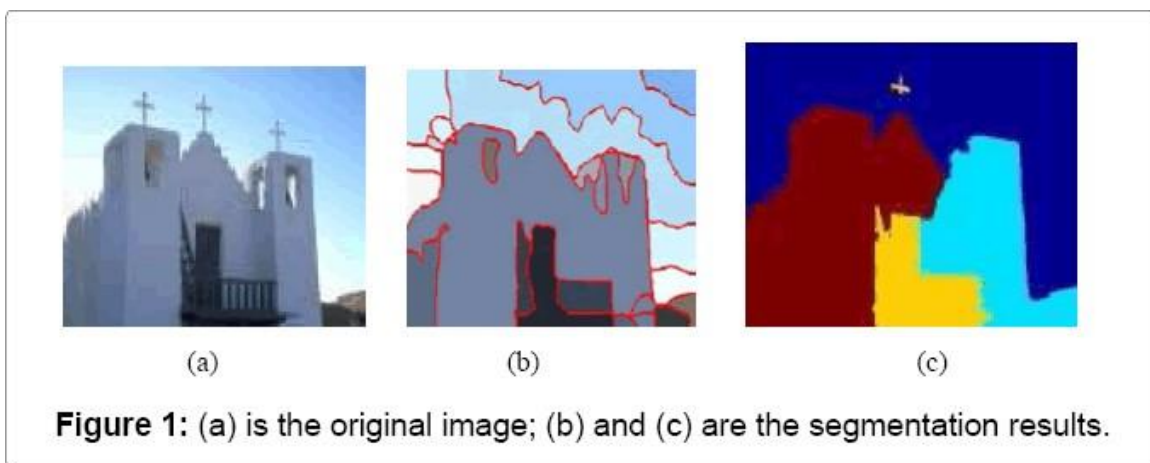 (a) (b) (c)
Figure 1: (a) is the original image; (b) and (c) are the segmentation results.